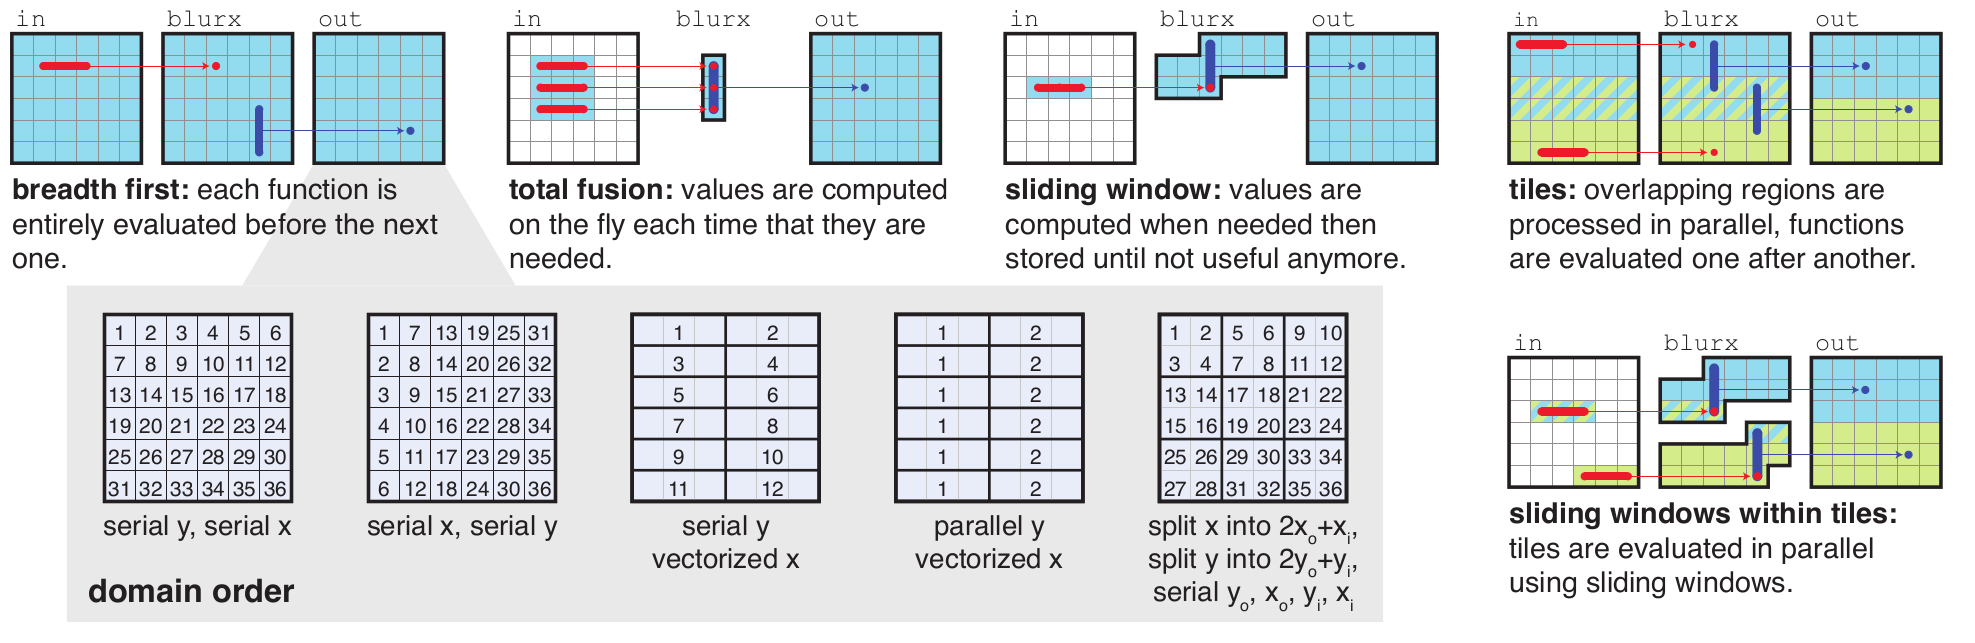 in blurx out
breadth first: each function is
entirely evaluated before the next
one.
in blurx out
total fusion: values are computed
on the fly each time that they are
needed.
in blurx out
sliding window: values are
computed when needed then
stored until not useful anymore.
in blurx out
tiles: overlapping regions are
processed in parallel, functions
are evaluated one after another.
1 2 3 4 5 6
7 8 9 10 11 12
13 14 15 16 17 18
19 20 21 22 23 24
25 26 27 28 29 30
31 32 33 34 35 36
serial y, serial x
1 7 13 19 25 31
2 8 14 20 26 32
3 9 15 21 27 33
4 10 16 22 28 34
5 11 17 23 29 35
6 12 18 24 30 36
serial x, serial y
1 2
3 4
5 6
7 8
9 10
11 12
serial y
vectorized x
1 2
1 2
1 2
1 2
1 2
1 2
parallel y
vectorized x
1 2 5 6 9 10
3 4 7 8 11 12
13 14 17 18 21 22
15 16 19 20 23 24
25 26 29 30 33 34
27 28 31 32 35 36
split x into 2xo+xi,
split y into 2yo+yi,
serial yo, xo, yi, xi
domain order
in blurx out
sliding windows within tiles:
tiles are evaluated in parallel
using sliding windows.